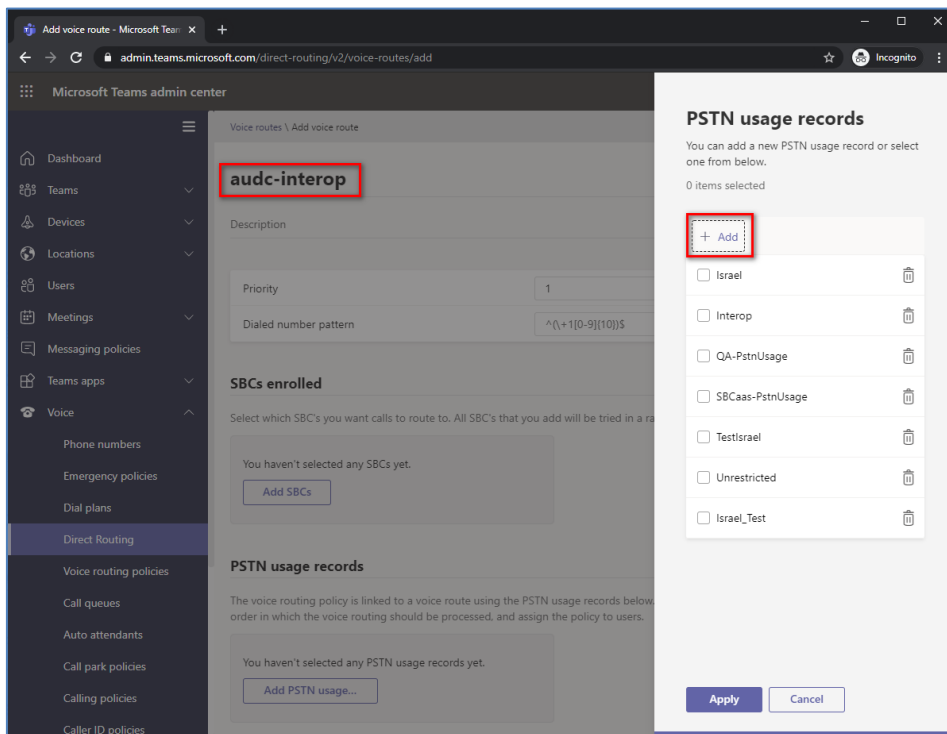 Add voice route - Microsoft Tear
admin.teams.microsoft.com/direct-routing/v2/voice-routes/add
Incognito
Microsoft Teams admin center
Dashboard
Teams
Devices
Locations
Users
Meetings
Messaging policies
Teams apps
Voice
Phone numbers
Emergency policies
Dial plans
Direct Routing
Voice routing policies
Call queues
Auto attendants
Call park policies
Calling policies
Caller ID policies
Voice routes \ Add voice route
audc-interop
Description
Priority
1
Dialed number pattern
^(\+1[0-9]{10})$
SBCs enrolled
Select which SBC's you want calls to route to. All SBC's that you add will be tried in a ra
You haven't selected any SBCs yet.
Add SBCs
PSTN usage records
The voice routing policy is linked to a voice route using the PSTN usage records below.
order in which the voice routing should be processed, and assign the policy to users.
You haven't selected any PSTN usage records yet.
Add PSTN usage...
PSTN usage records
You can add a new PSTN usage record or select
one from below.
0 items selected
+ Add
Israel
Interop
QA-PstnUsage
SBCaas-PstnUsage
TestIsrael
Unrestricted
Israel_Test
Apply
Cancel